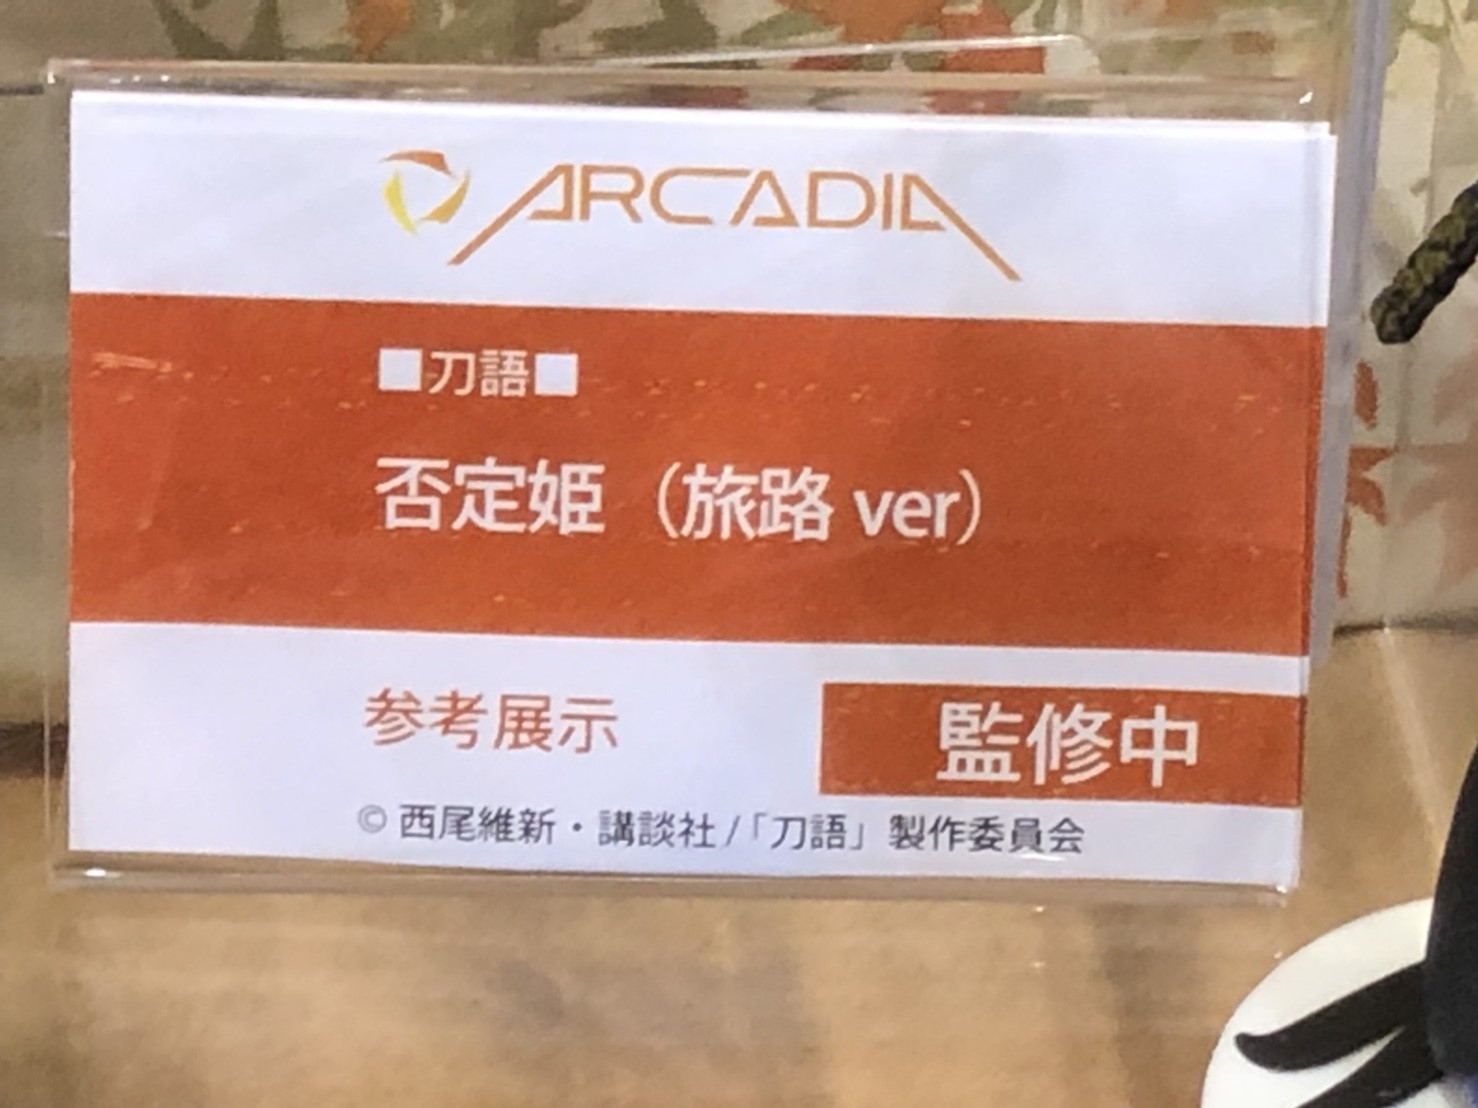 ARCADIA
■刀語■
否定姫（旅路 ver）
参考展示
監修中
© 西尾維新・講談社/「刀語」製作委員会